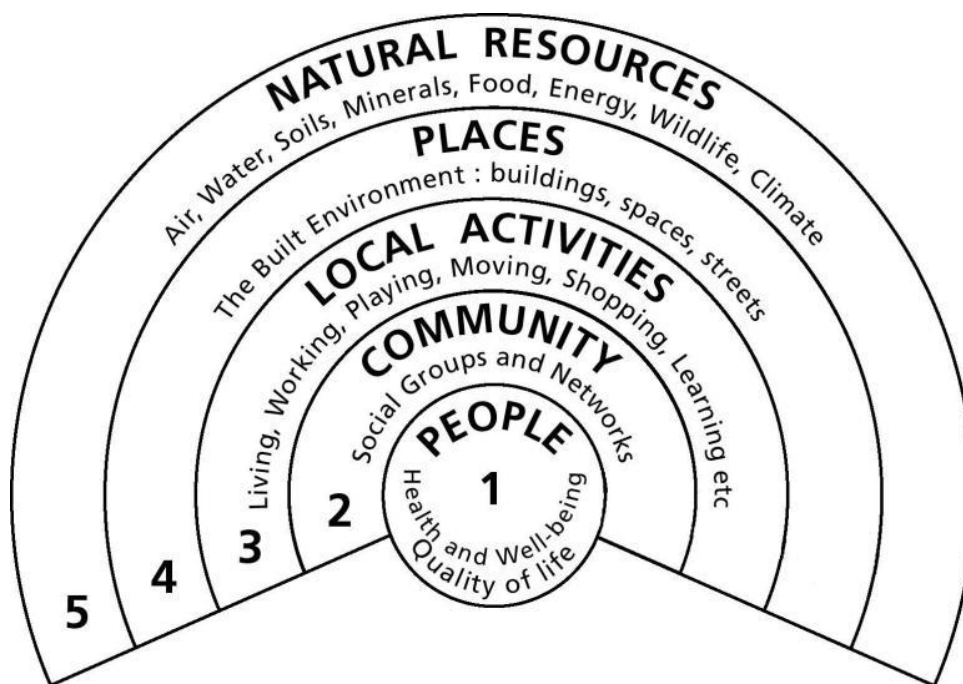 NATURAL RESOURCES
Air, Water, Soils, Minerals, Food, Energy, Wildlife, Climate
PLACES
The Built Environment : buildings, spaces, streets
LOCAL ACTIVITIES
Living, Working, Playing, Moving, Shopping, Learning etc
COMMUNITY
Social Groups and Networks
PEOPLE
1
Health and Well-being
Quality of life
2
3
4
5